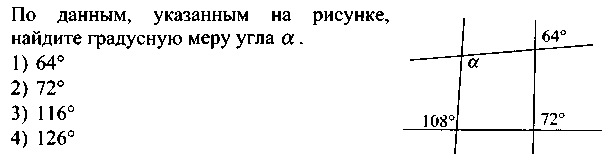 По данным, указанным на рисунке,
найдите градусную меру угла α .
1) 64°
2) 72°
3) 116°
4) 126°
64°
α
108°
72°